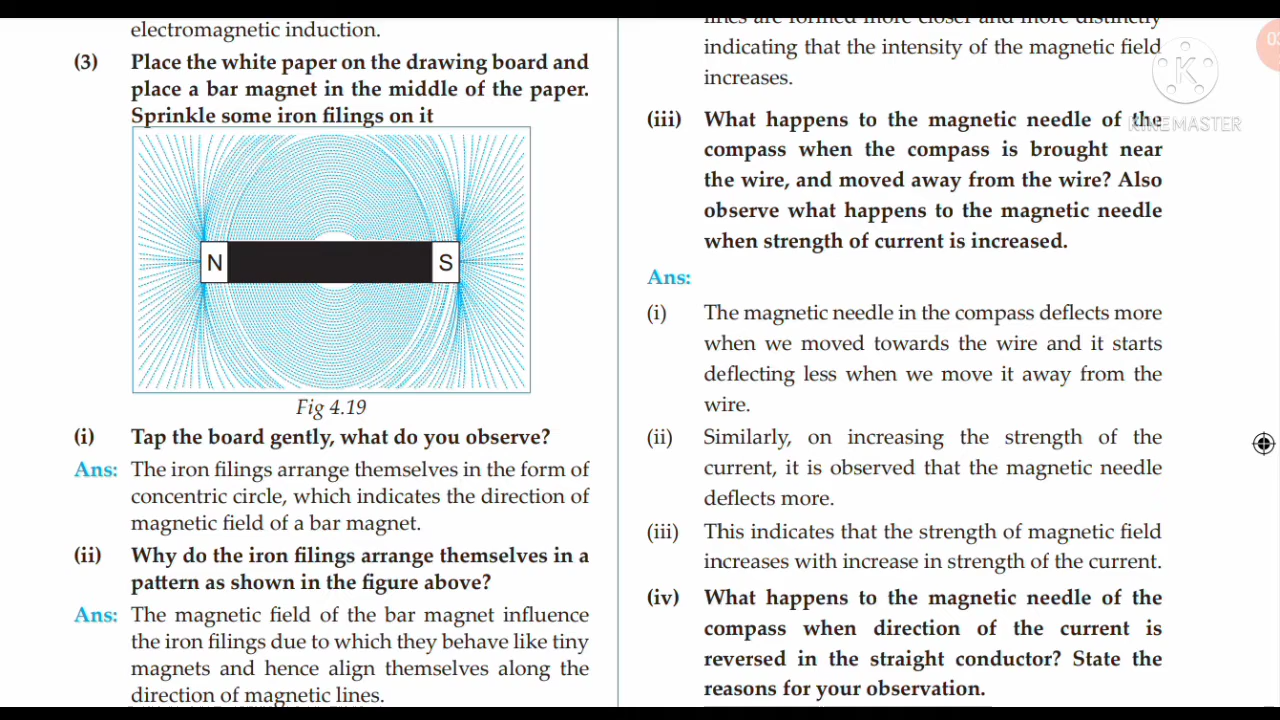 electromagnetic induction.
(3) Place the white paper on the drawing board and
place a bar magnet in the middle of the paper.
Sprinkle some iron filings on it
N S
Fig 4.19
(i) Tap the board gently, what do you observe?
Ans: The iron filings arrange themselves in the form of
concentric circle, which indicates the direction of
magnetic field of a bar magnet.
(ii) Why do the iron filings arrange themselves in a
pattern as shown in the figure above?
Ans: The magnetic field of the bar magnet influence
the iron filings due to which they behave like tiny
magnets and hence align themselves along the
direction of magnetic lines.
lines are formed more closer and more distinctly
indicating that the intensity of the magnetic field
increases.
(iii) What happens to the magnetic needle of the
compass when the compass is brought near
the wire, and moved away from the wire? Also
observe what happens to the magnetic needle
when strength of current is increased.
Ans:
(i) The magnetic needle in the compass deflects more
when we moved towards the wire and it starts
deflecting less when we move it away from the
wire.
(ii) Similarly, on increasing the strength of the
current, it is observed that the magnetic needle
deflects more.
(iii) This indicates that the strength of magnetic field
increases with increase in strength of the current.
(iv) What happens to the magnetic needle of the
compass when direction of the current is
reversed in the straight conductor? State the
reasons for your observation.
K
KINEMASTER